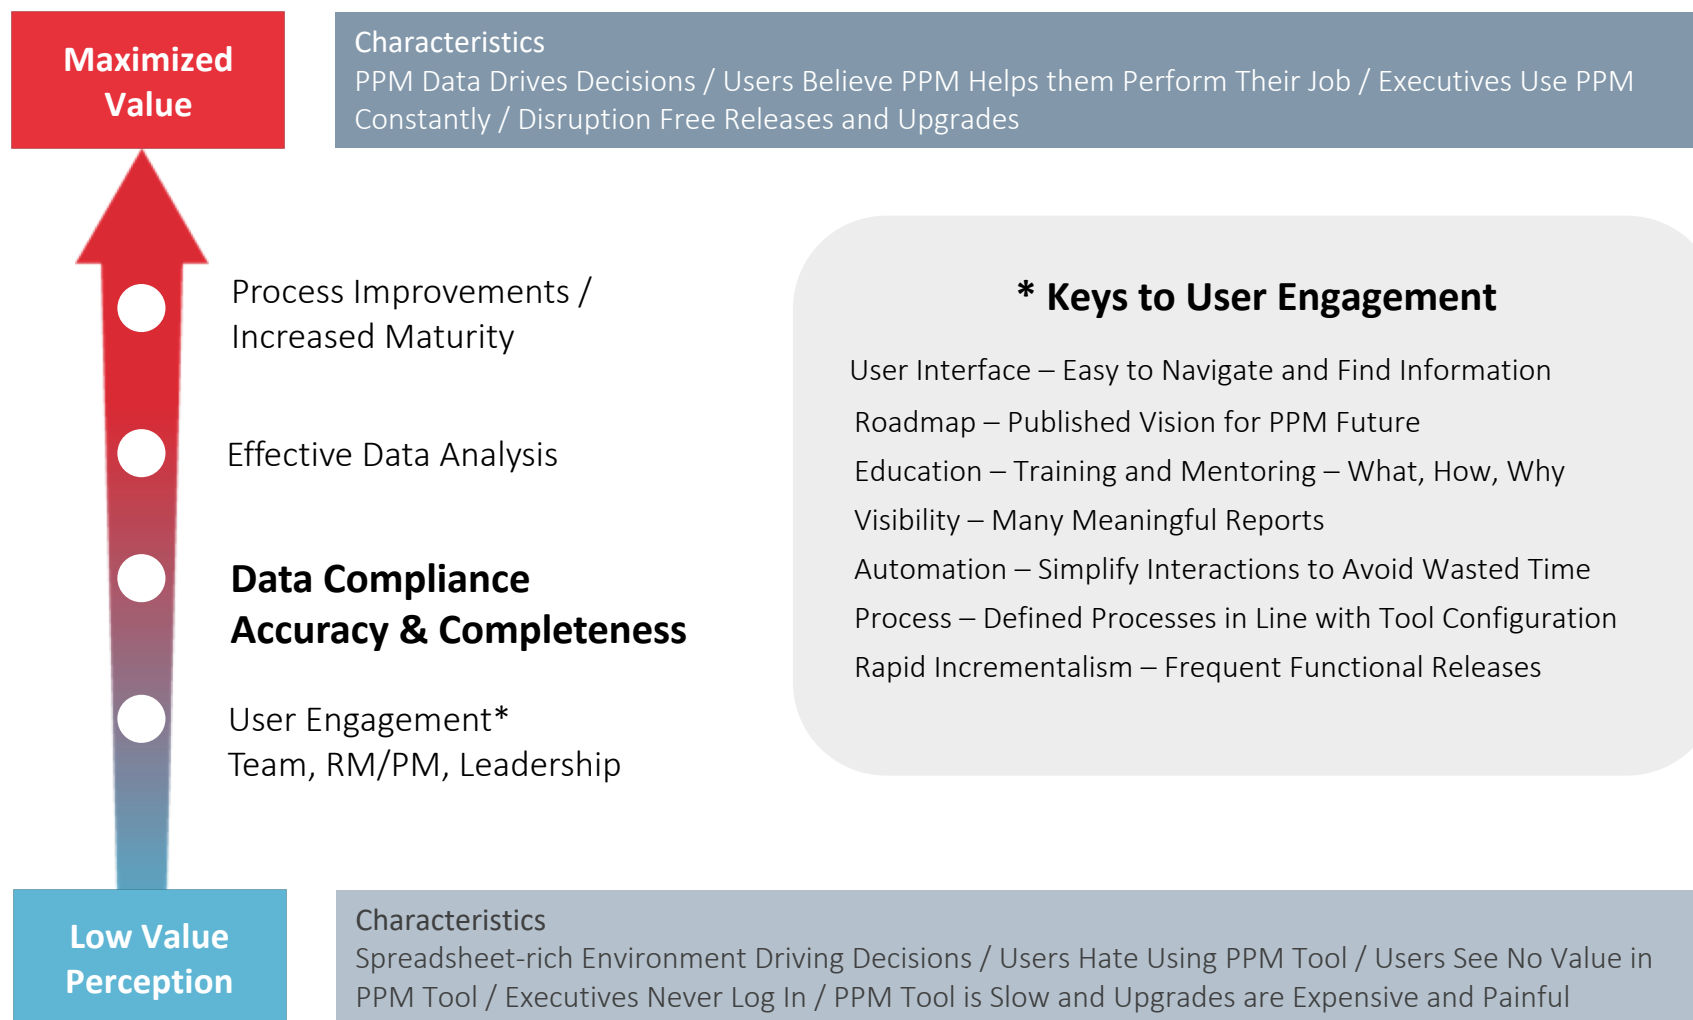 Maximized
Value
Characteristics
PPM Data Drives Decisions / Users Believe PPM Helps them Perform Their Job / Executives Use PPM
Constantly / Disruption Free Releases and Upgrades
Process Improvements /
Increased Maturity
Effective Data Analysis
Data Compliance
Accuracy & Completeness
User Engagement*
Team, RM/PM, Leadership
* Keys to User Engagement
User Interface – Easy to Navigate and Find Information
Roadmap – Published Vision for PPM Future
Education – Training and Mentoring – What, How, Why
Visibility – Many Meaningful Reports
Automation – Simplify Interactions to Avoid Wasted Time
Process – Defined Processes in Line with Tool Configuration
Rapid Incrementalism – Frequent Functional Releases
Low Value
Perception
Characteristics
Spreadsheet-rich Environment Driving Decisions / Users Hate Using PPM Tool / Users See No Value in
PPM Tool / Executives Never Log In / PPM Tool is Slow and Upgrades are Expensive and Painful